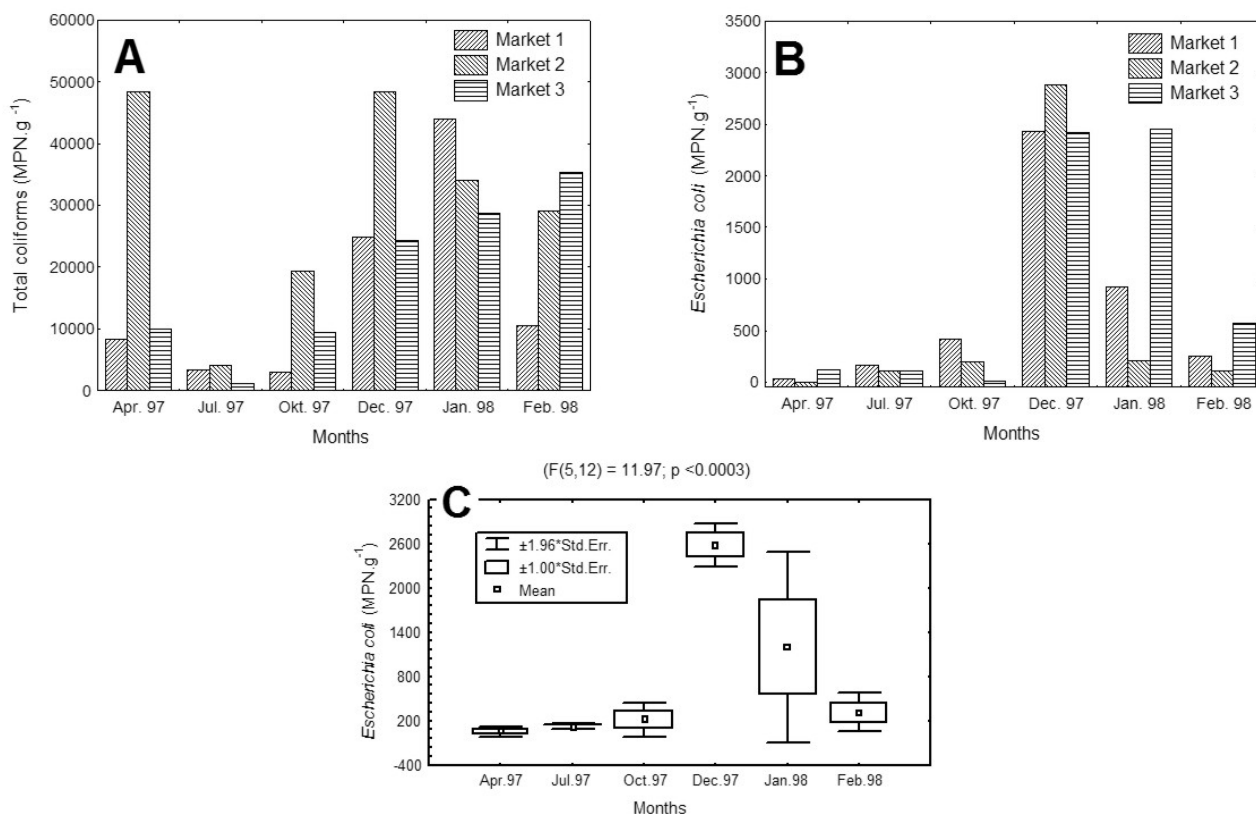 A
Market 1
Market 2
Market 3
Total coliforms (MPN.g -1)
60000
50000
40000
30000
20000
10000
0
Apr. 97 Jul. 97 Okt. 97 Dec. 97 Jan. 98 Feb. 98
Months
B
Market 1
Market 2
Market 3
Escherichia coli (MPN.g-1)
3500
3000
2500
2000
1500
1000
500
0
Apr. 97 Jul. 97 Okt. 97 Dec. 97 Jan. 98 Feb. 98
Months
(F(5,12) = 11.97; p <0.0003)
C
±1.96*Std.Err.
±1.00*Std.Err.
Mean
Escherichia coli (MPN.g-1)
3200
2600
2000
1400
800
200
-400
Apr.97 Jul.97 Oct.97 Dec.97 Jan.98 Feb.98
Months